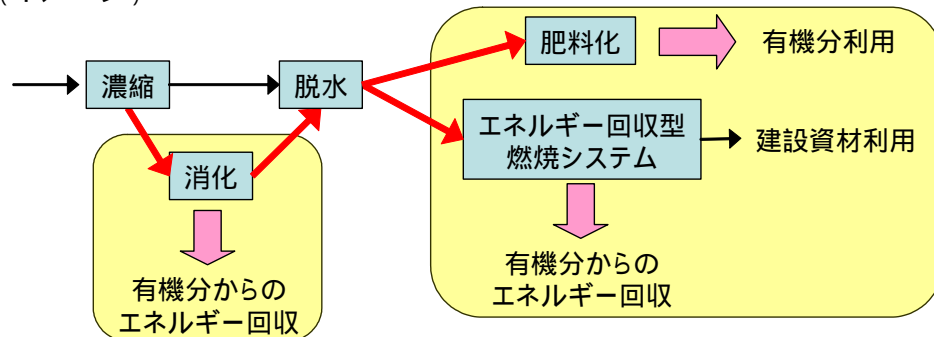 濃縮
脱水
肥料化
有機分利用
エネルギー回収型
燃焼システム
建設資材利用
消化
有機分からの
エネルギー回収
有機分からの
エネルギー回収